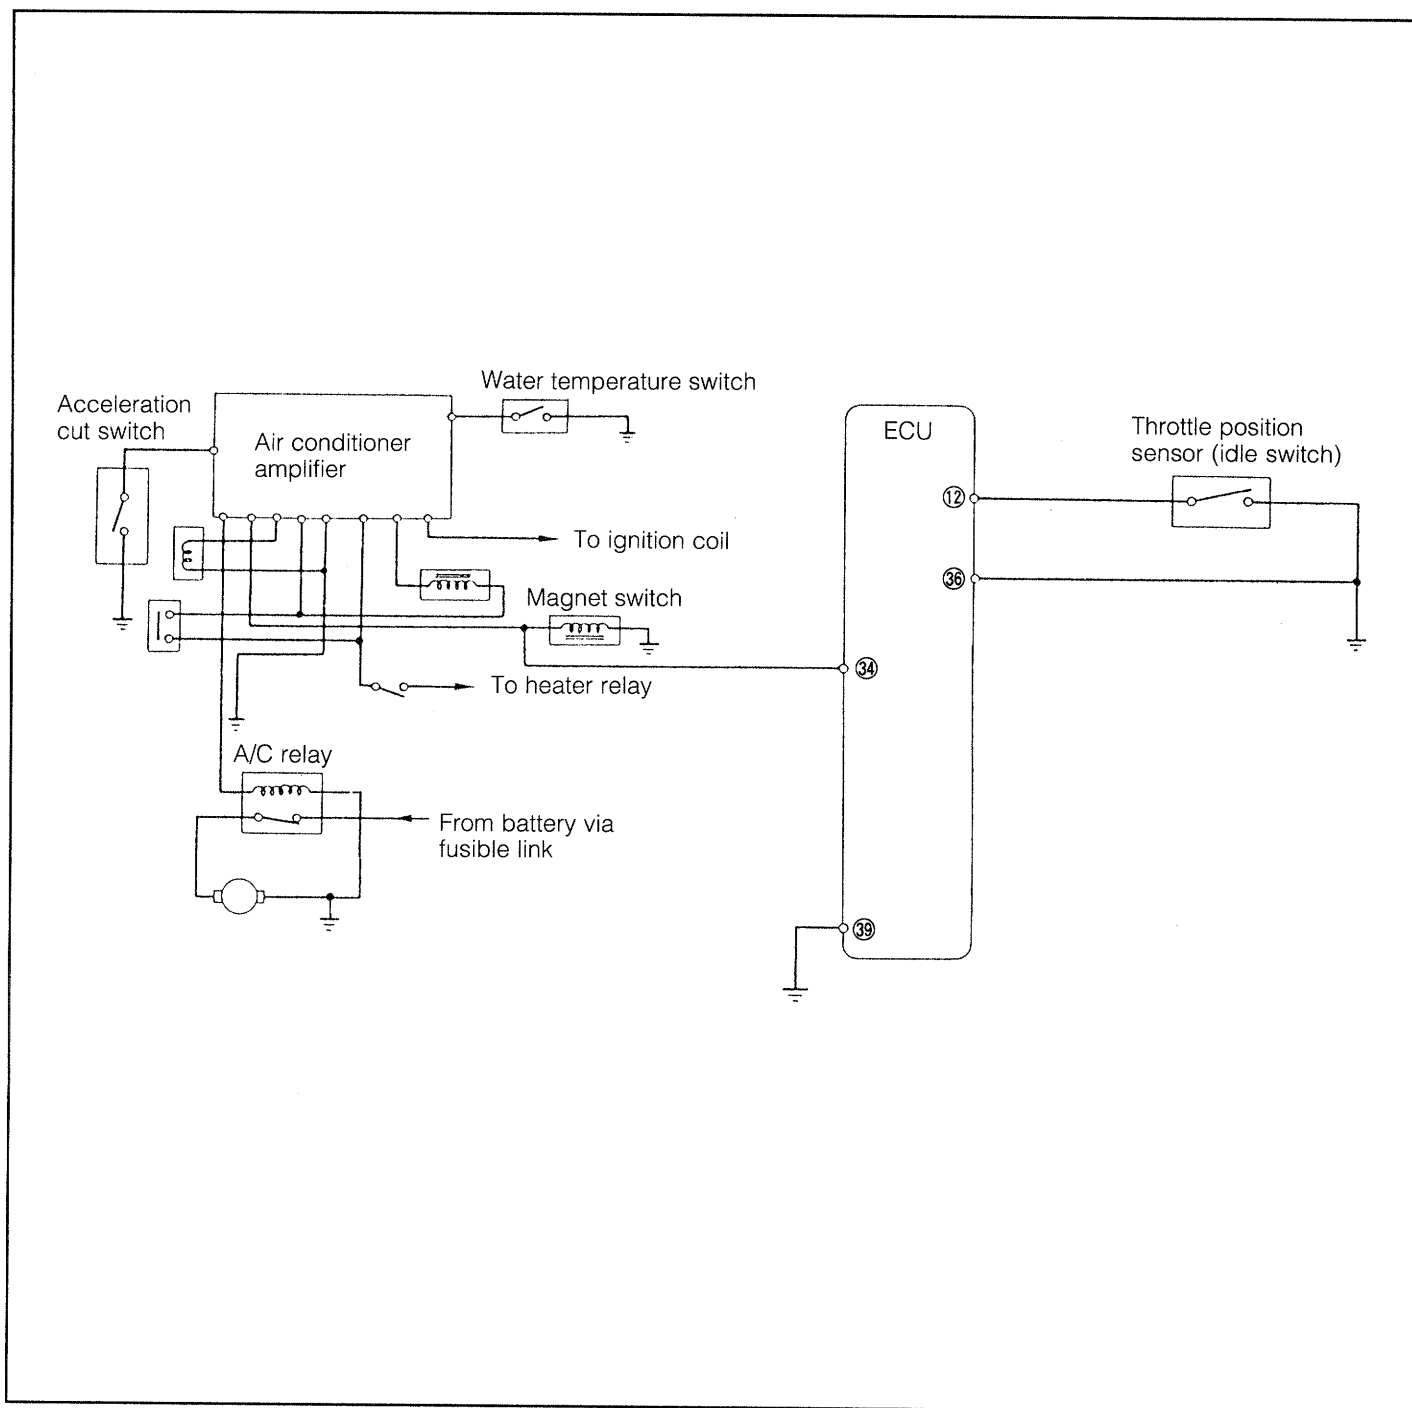 Water temperature switch
Acceleration
cut switch
Air conditioner
amplifier
ECU
Throttle position
sensor (idle switch)
12
To ignition coil
36
Magnet switch
34
To heater relay
A/C relay
From battery via
fusible link
39